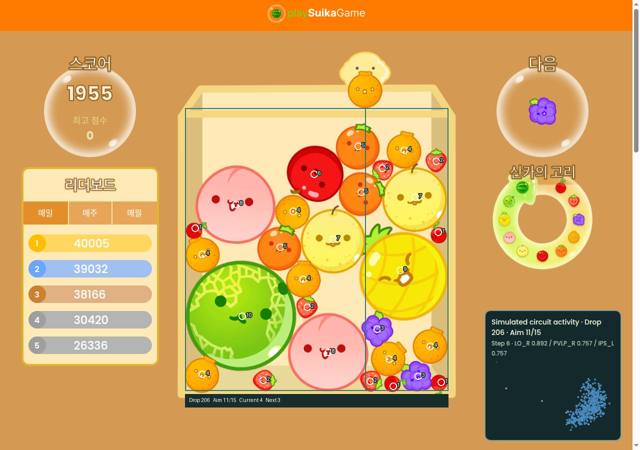 playSuikaGame
스코어
1955
최고 점수
0
리더보드
매일 매주 매월
1 40005
2 39032
3 38166
4 30420
5 26336
Drop 206 Aim 11/15 Current 4 Next 3
다음
신카의 고리
Simulated circuit activity · Drop
206 · Aim 11/15
Step 6 · LO_R 0.892 / PVLP_R 0.757 / IPS_L
0.757